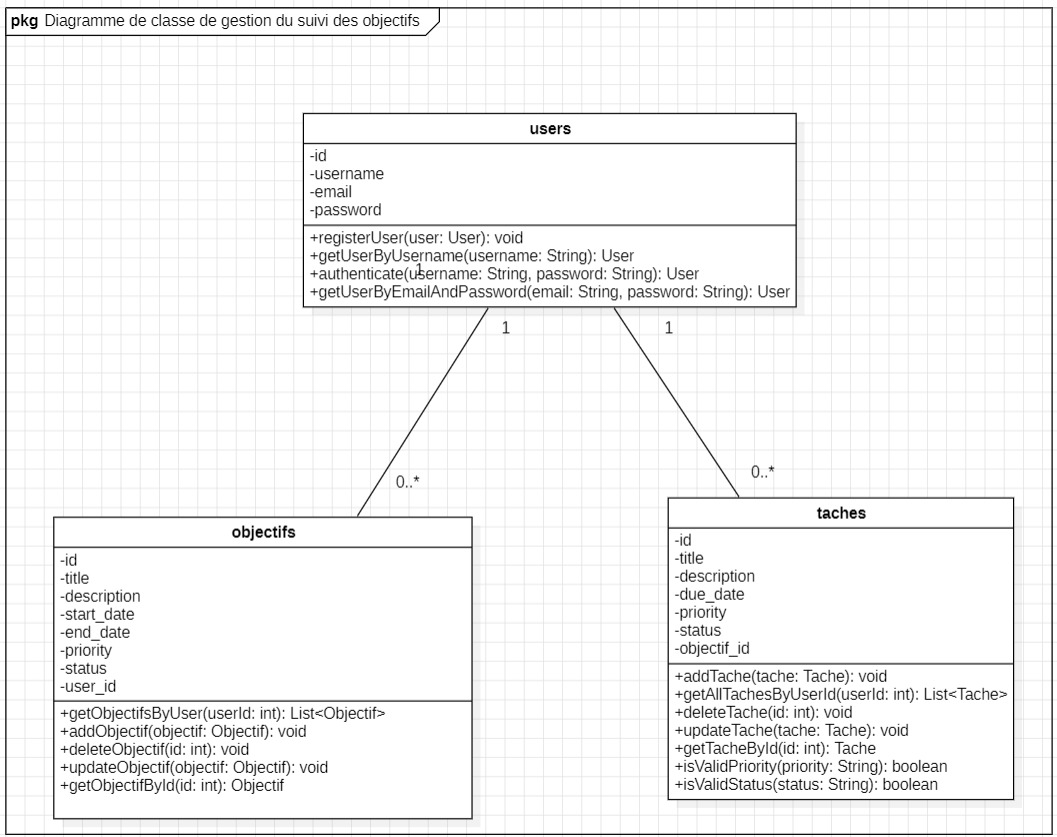 pkg Diagramme de classe de gestion du suivi des objectifs
users
-id
-username
-email
-password
+registerUser(user: User): void
+getUserByUsername(username: String): User
1
+authenticate(username: String, password: String): User
+getUserByEmailAndPassword(email: String, password: String): User
1
1
0..*
0..*
objectifs
-id
-title
-description
-start_date
-end_date
-priority
-status
-user_id
+getObjectifsByUser(userId: int): List<Objectif>
+addObjectif(objectif: Objectif): void
+deleteObjectif(id: int): void
+updateObjectif(objectif: Objectif): void
+getObjectifById(id: int): Objectif
taches
-id
-title
-description
-due_date
-priority
-status
-objectif_id
+addTache(tache: Tache): void
+getAllTachesByUserId(userId: int): List<Tache>
+deleteTache(id: int): void
+updateTache(tache: Tache): void
+getTacheById(id: int): Tache
+isValidPriority(priority: String): boolean
+isValidStatus(status: String): boolean